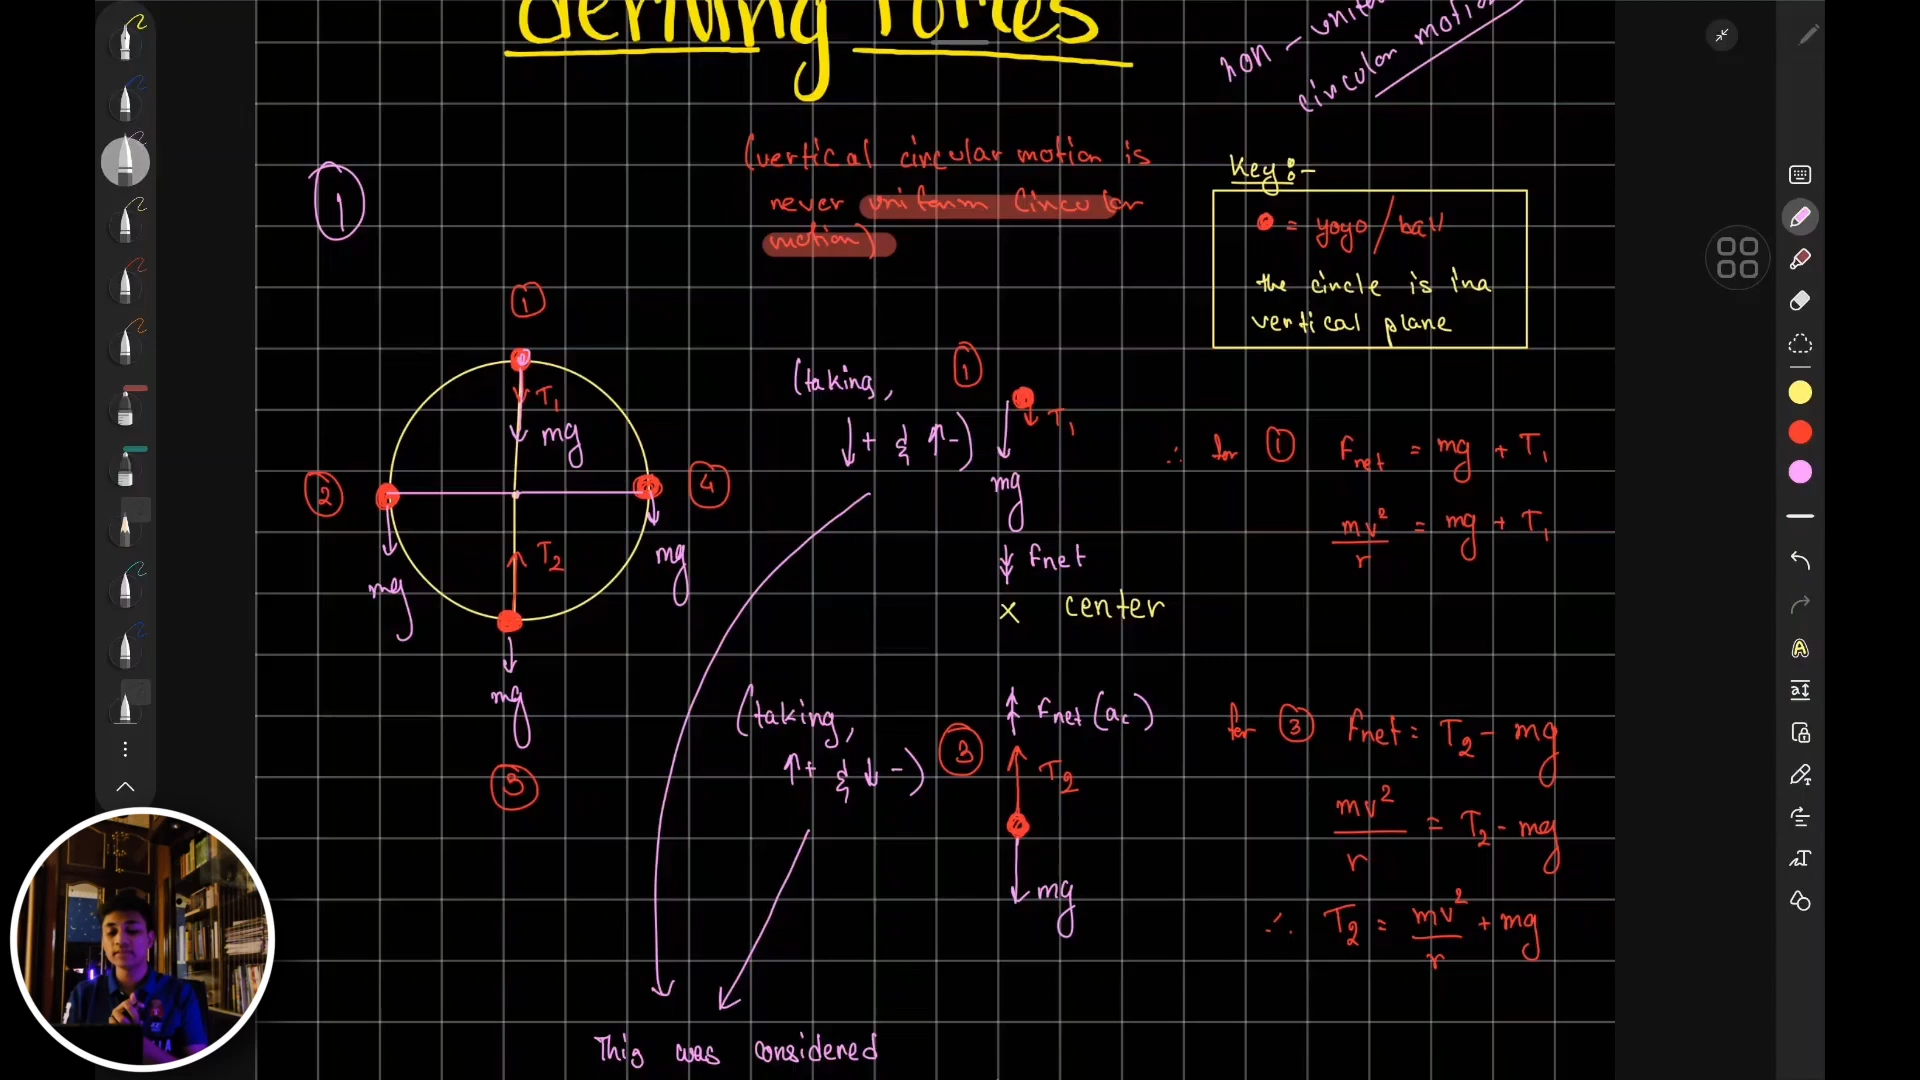 deriving forces
non - unifo
circular motion
(vertical circular motion is
never uniform circular
motion)
Key:-
• = yoyo/ball
the circle is in a
vertical plane
①
①
T₁
mg
②
④
mg
mg
T₂
mg
③
(taking,
↓+ & ↑-)
①
T₁
mg
Fnet
× center
∴ for ① Fnet = mg + T₁
mv²/r = mg + T₁
(taking,
↑+ & ↓-)
③
Fnet (ac)
T₂
mg
for ③ Fnet = T₂ - mg
mv²/r = T₂ - mg
∴ T₂ = mv²/r + mg
This was considered